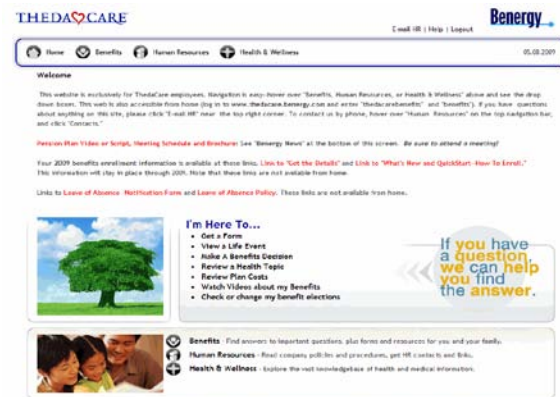 THEDACARE
Benergy
E-mail HR | Help | Logout
Home Benefits Human Resources Health & Wellness 05.08.2009
Welcome
This website is exclusively for ThedaCare employees. Navigation is easy-hover over "Benefits, Human Resources, or Health & Wellness" above and see the drop
down boxes. This web is also accessible from home (log in to www.thedacare.benergy.com and enter "thedacarebenefits" and "benefits"). If you have questions
about anything on this site, please click "E-mail HR" near the top right corner. To contact us by phone, hover over "Human Resources" on the top navigation bar,
and click "Contacts."
Pension Plan Video or Script, Meeting Schedule and Brochure: See "Benergy News" at the bottom of this screen. Be sure to attend a meeting!
Your 2009 benefits enrollment information is available at these links, Link to "Get the Details" and Link to "What's New and QuickStart -How To Enroll."
This information will stay in place through 2009. Note that these links are not available from home.
Links to Leave of Absence Notification Form and Leave of Absence Policy. These links are not available from home.
I'm Here To...
• Get a Form
• View a Life Event
• Make A Benefits Decision
• Review a Health Topic
• Review Plan Costs
• Watch Videos about my Benefits
• Check or change my benefit elections
If you have
a question,
we can help
you find
the answer.
Benefits - Find answers to important questions, plus forms and resources for you and your family.
Human Resources - Read company policies and procedures, get HR contacts and links.
Health & Wellness - Explore the vast knowledgebase of health and medical information.